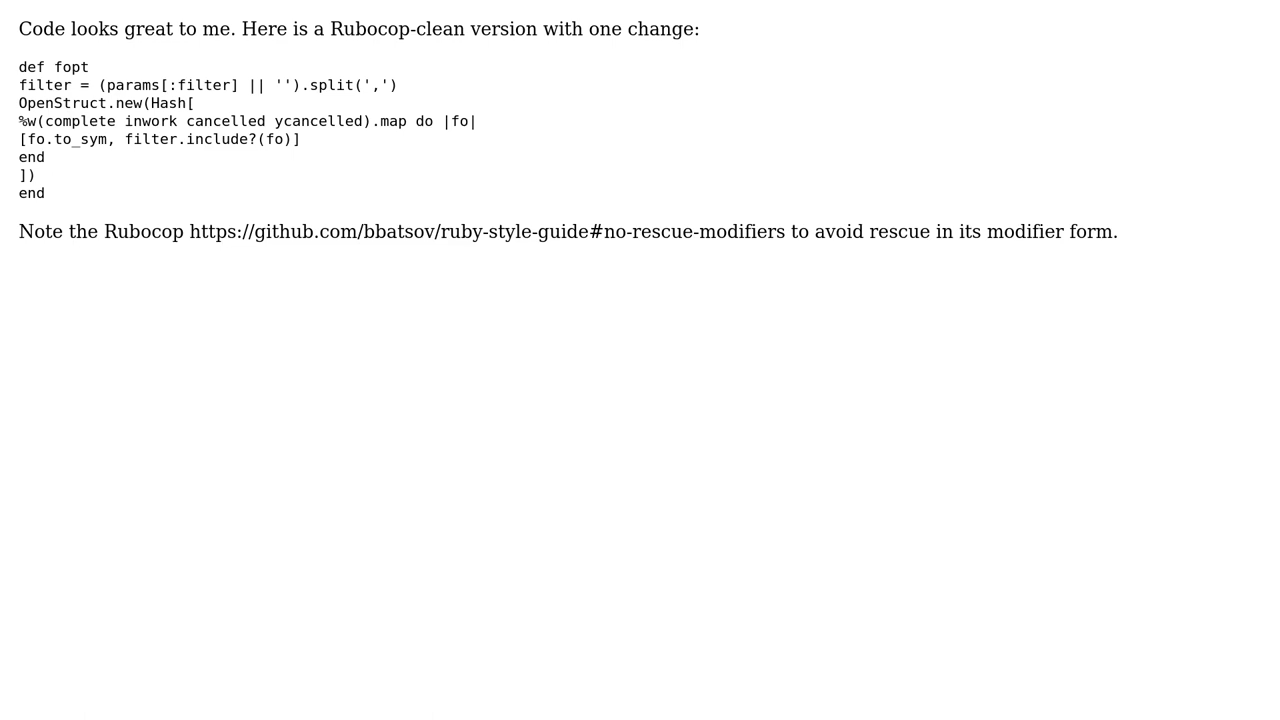 Code looks great to me. Here is a Rubocop-clean version with one change:
def fopt
filter = (params[:filter] || '').split(',')
OpenStruct.new(Hash[
%w(complete inwork cancelled ycancelled).map do |fo|
[fo.to_sym, filter.include?(fo)]
end
])
end
Note the Rubocop https://github.com/bbatsov/ruby-style-guide#no-rescue-modifiers to avoid rescue in its modifier form.